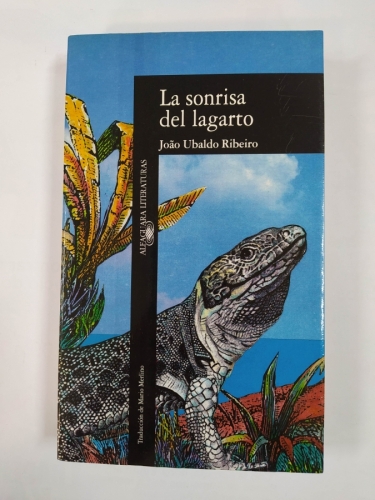 La sonrisa
del lagarto
João Ubaldo Ribeiro
ALFAGUARA LITERATURAS
Traducción de Mario Merlino